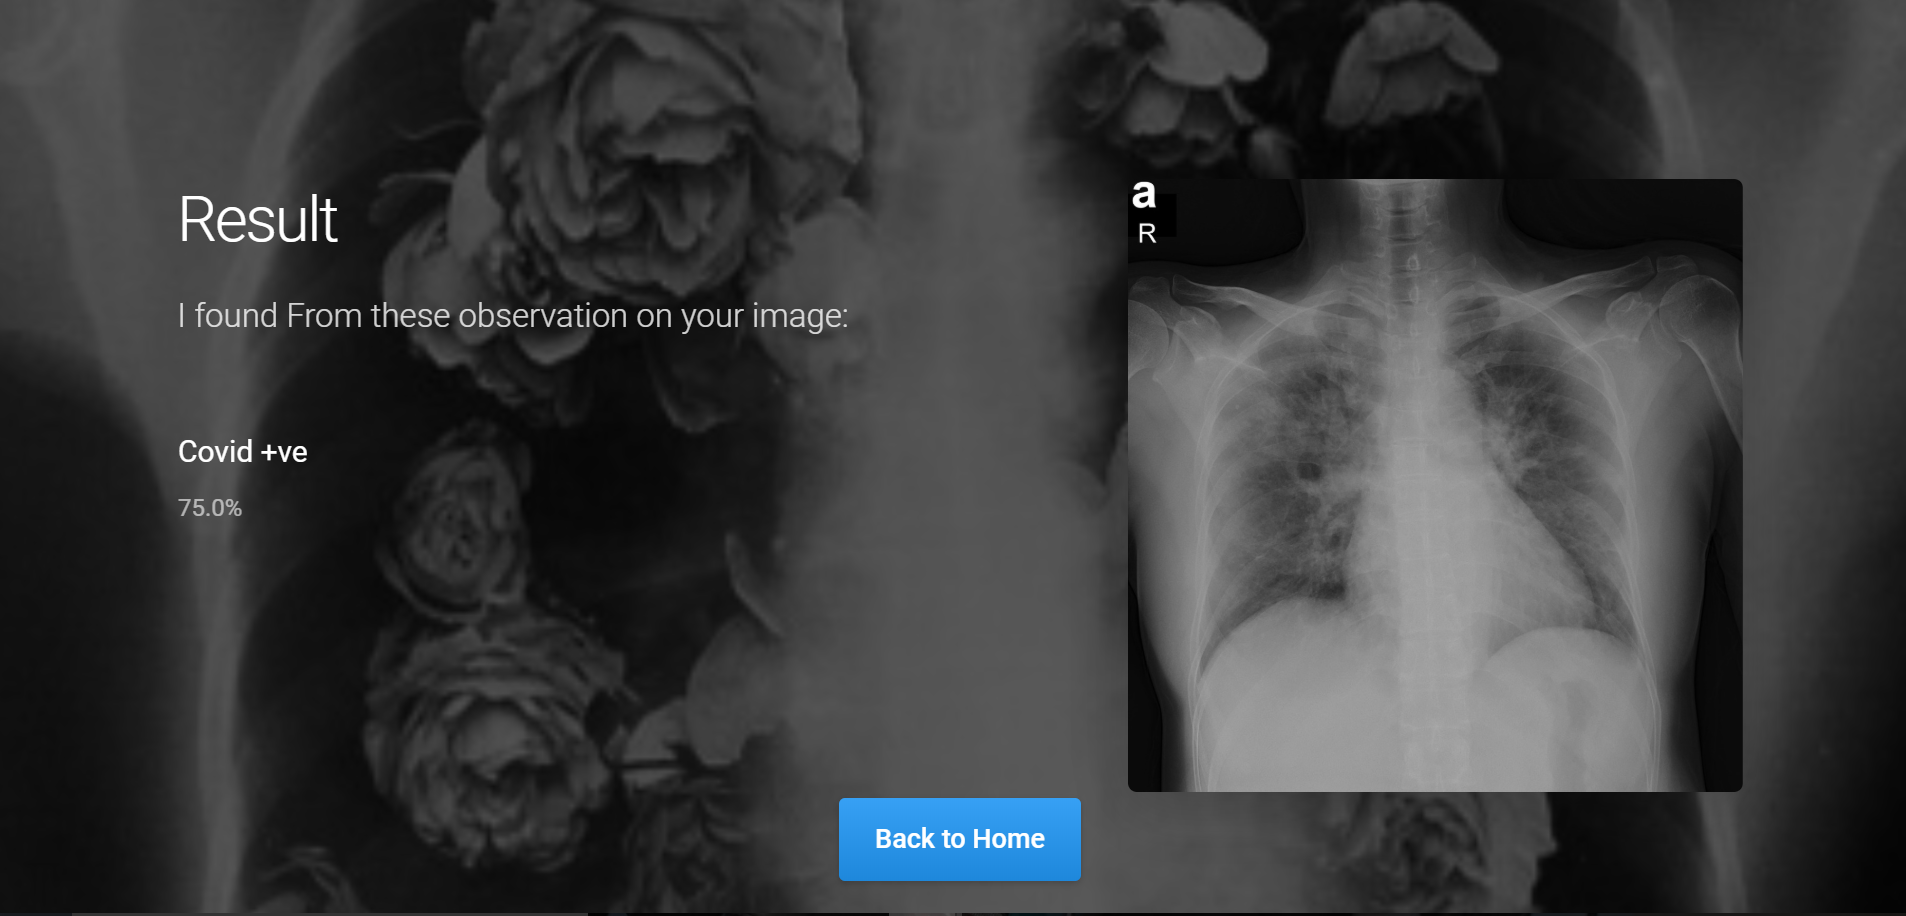 Result
I found From these observation on your image:
Covid +ve
75.0%
a
R
Back to Home